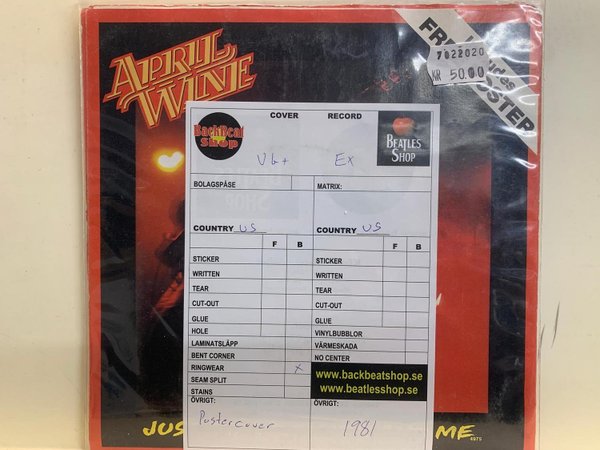 APRIL
WINE
Includes
FREE POSTER
7022020
KR 50.00
COVER RECORD
BackBeat
Shop
VG+ Ex
BEATLES
SHOP
BOLAGSPÅSE MATRIX:
COUNTRY US COUNTRY US
F B F B
STICKER STICKER
WRITTEN WRITTEN
TEAR TEAR
CUT-OUT CUT-OUT
GLUE GLUE
HOLE VINYLBUBBLOR
LAMINATSLÄPP VÄRMESKADA
BENT CORNER NO CENTER
RINGWEAR X
www.backbeatshop.se
SEAM SPLIT
www.beatlesshop.se
STAINS
ÖVRIGT: ÖVRIGT:
Postercover 1981
JUS ME
6975